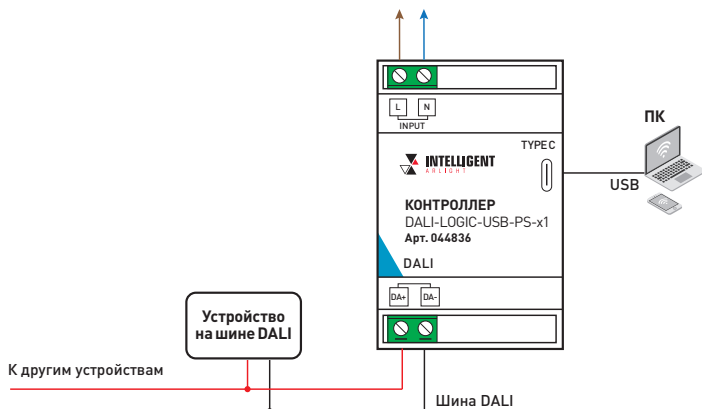 L N
INPUT
TYPE C
INTELLIGENT
ARLIGHT
ПК
USB
КОНТРОЛЛЕР
DALI-LOGIC-USB-PS-x1
Арт. 044836
DALI
DA+ DA-
Устройство
на шине DALI
К другим устройствам
Шина DALI